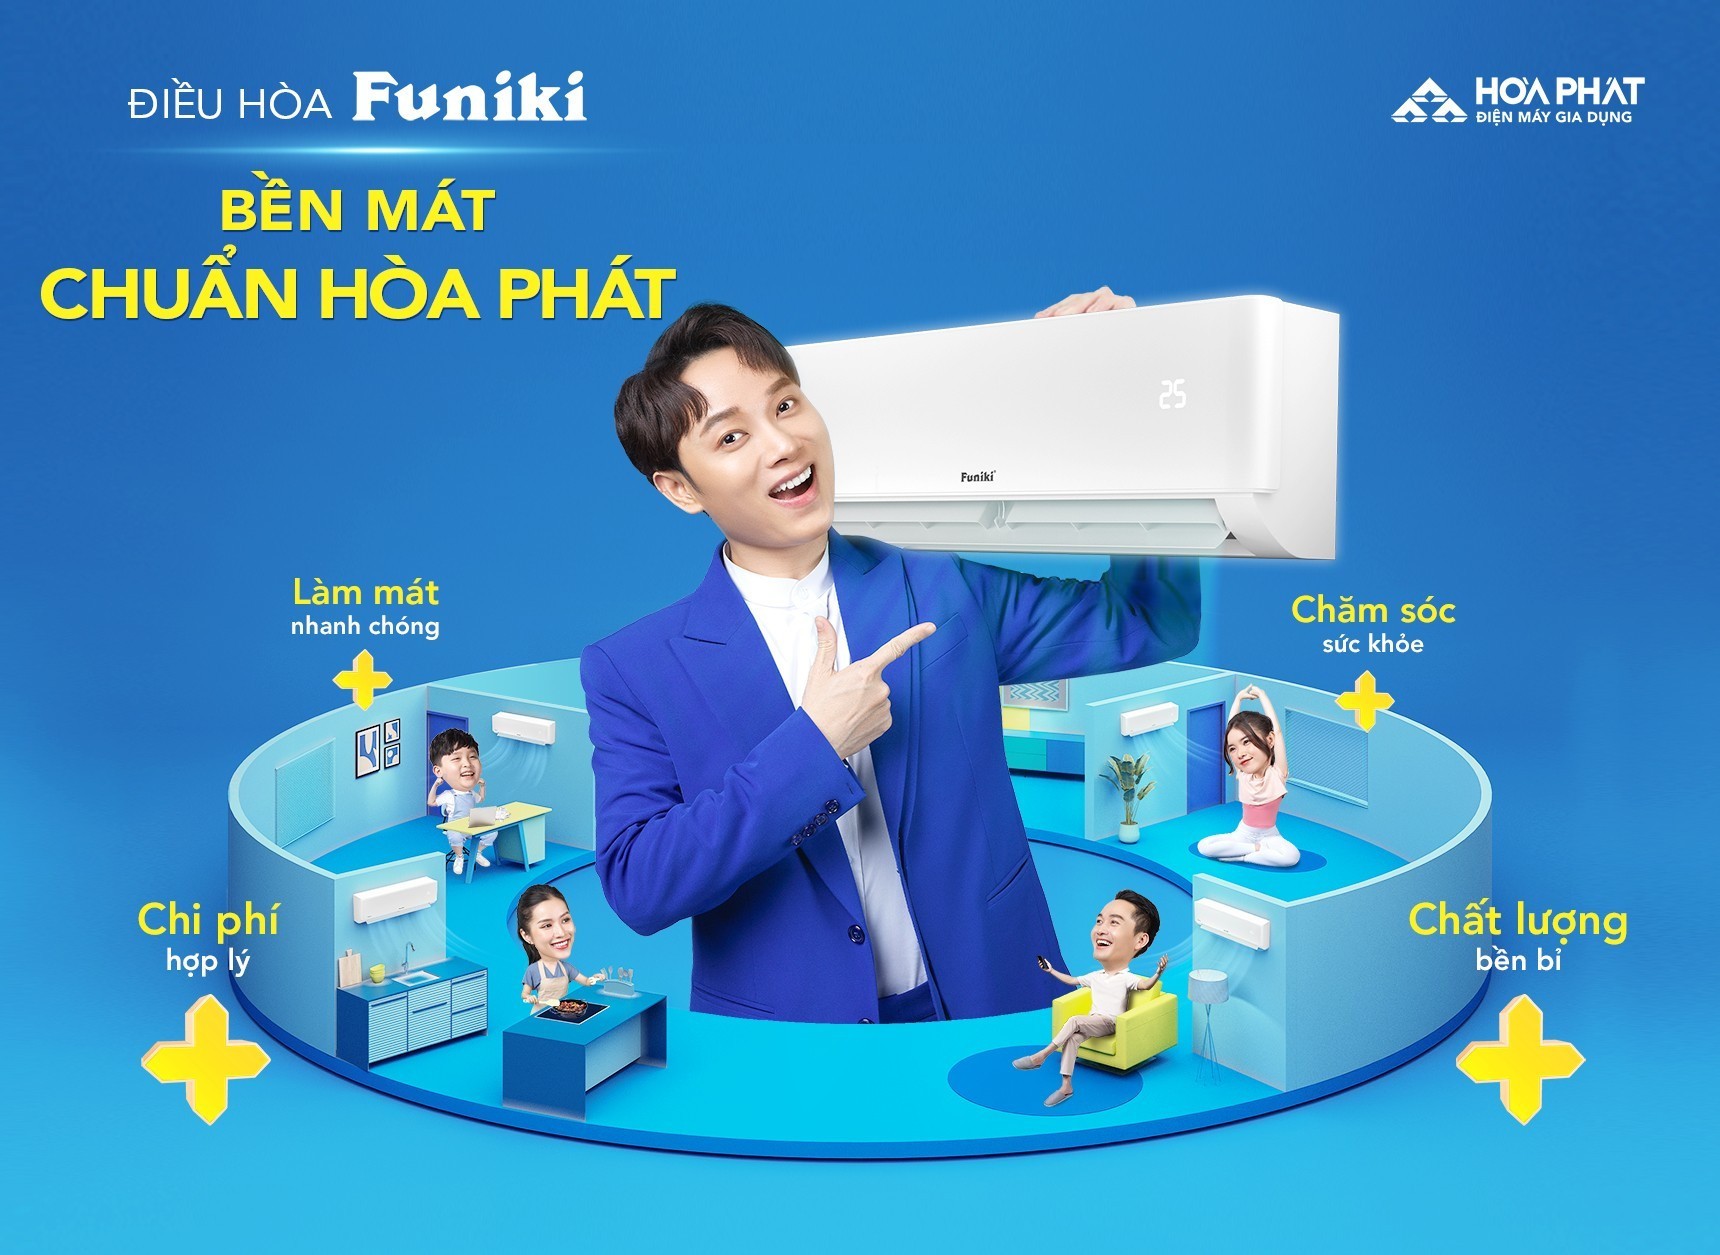 ĐIỀU HÒA Funiki
HÒA PHÁT
ĐIỆN MÁY GIA DỤNG
BỀN MÁT
CHUẨN HÒA PHÁT
25
Funiki
Làm mát
nhanh chóng
Chăm sóc
sức khỏe
Chi phí
hợp lý
Chất lượng
bền bỉ